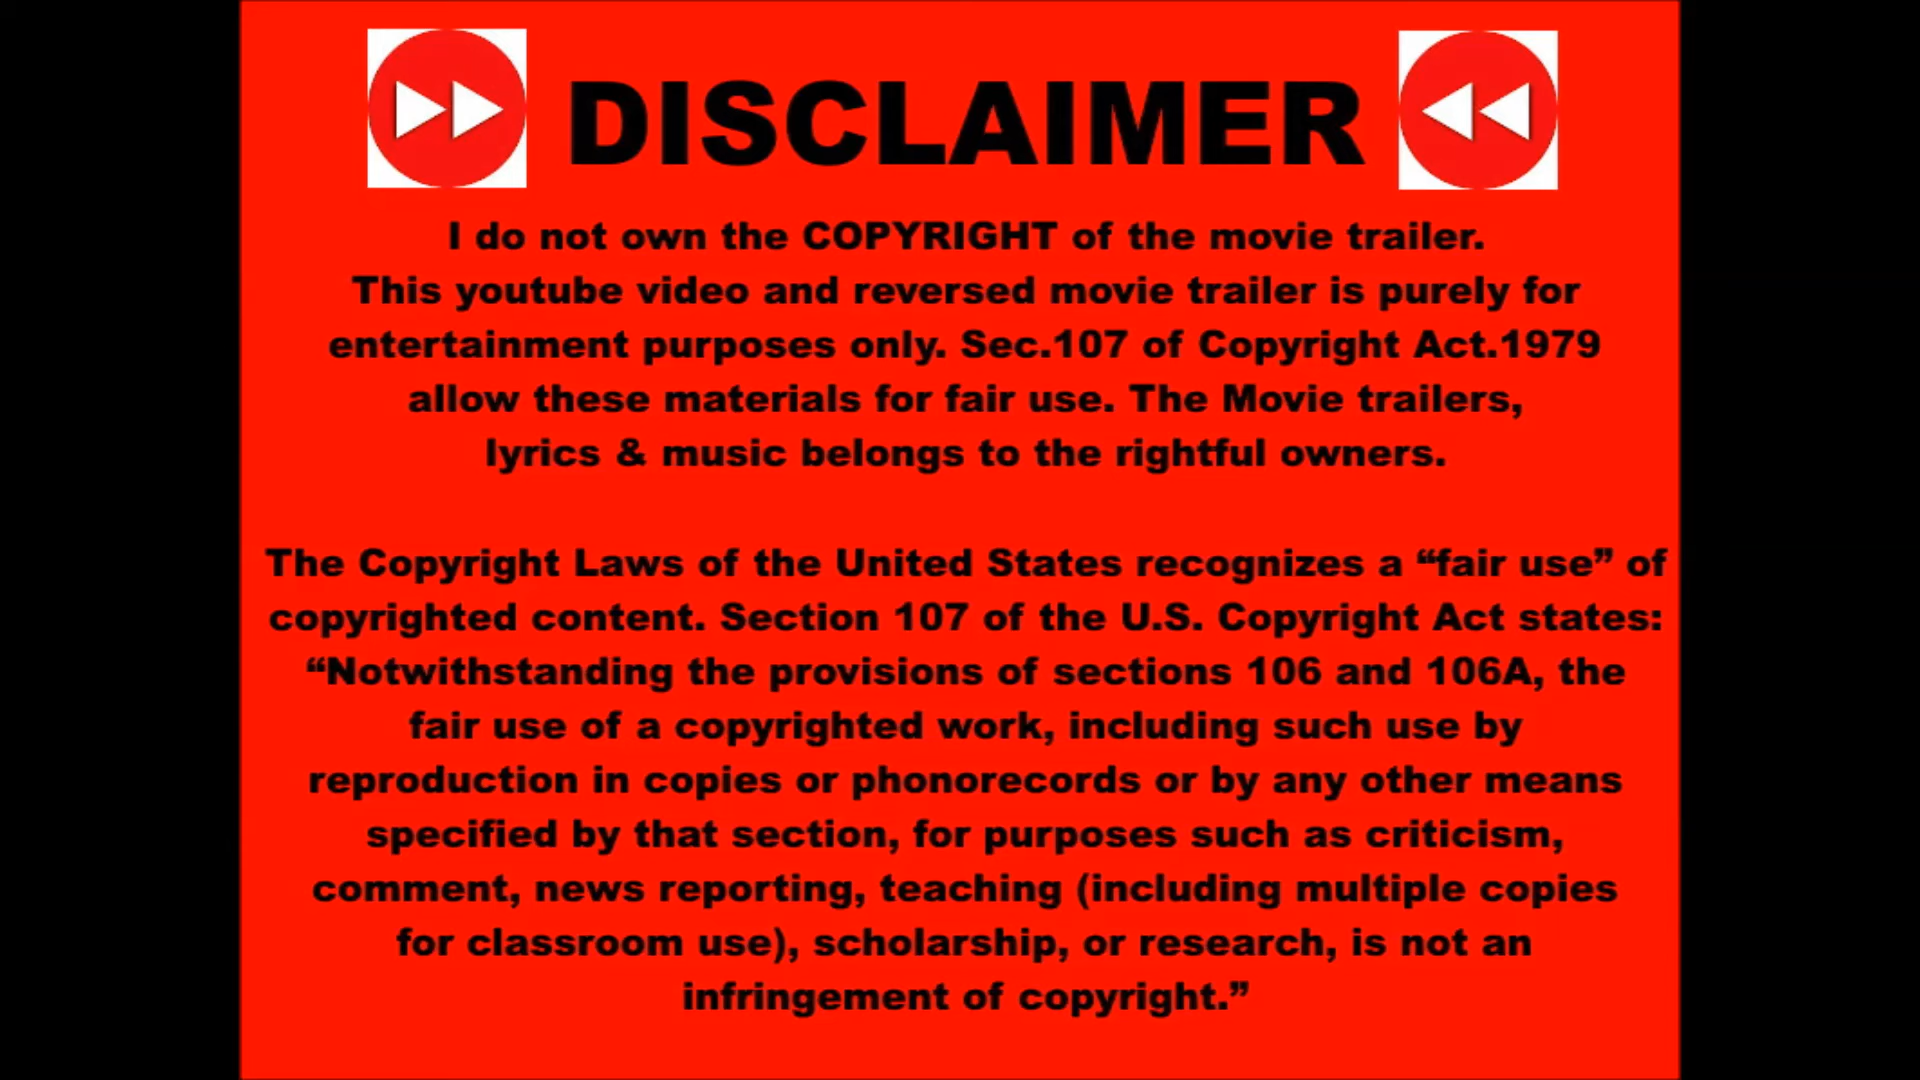 DISCLAIMER
I do not own the COPYRIGHT of the movie trailer.
This youtube video and reversed movie trailer is purely for
entertainment purposes only. Sec.107 of Copyright Act.1979
allow these materials for fair use. The Movie trailers,
lyrics & music belongs to the rightful owners.
The Copyright Laws of the United States recognizes a “fair use” of
copyrighted content. Section 107 of the U.S. Copyright Act states:
“Notwithstanding the provisions of sections 106 and 106A, the
fair use of a copyrighted work, including such use by
reproduction in copies or phonorecords or by any other means
specified by that section, for purposes such as criticism,
comment, news reporting, teaching (including multiple copies
for classroom use), scholarship, or research, is not an
infringement of copyright.”